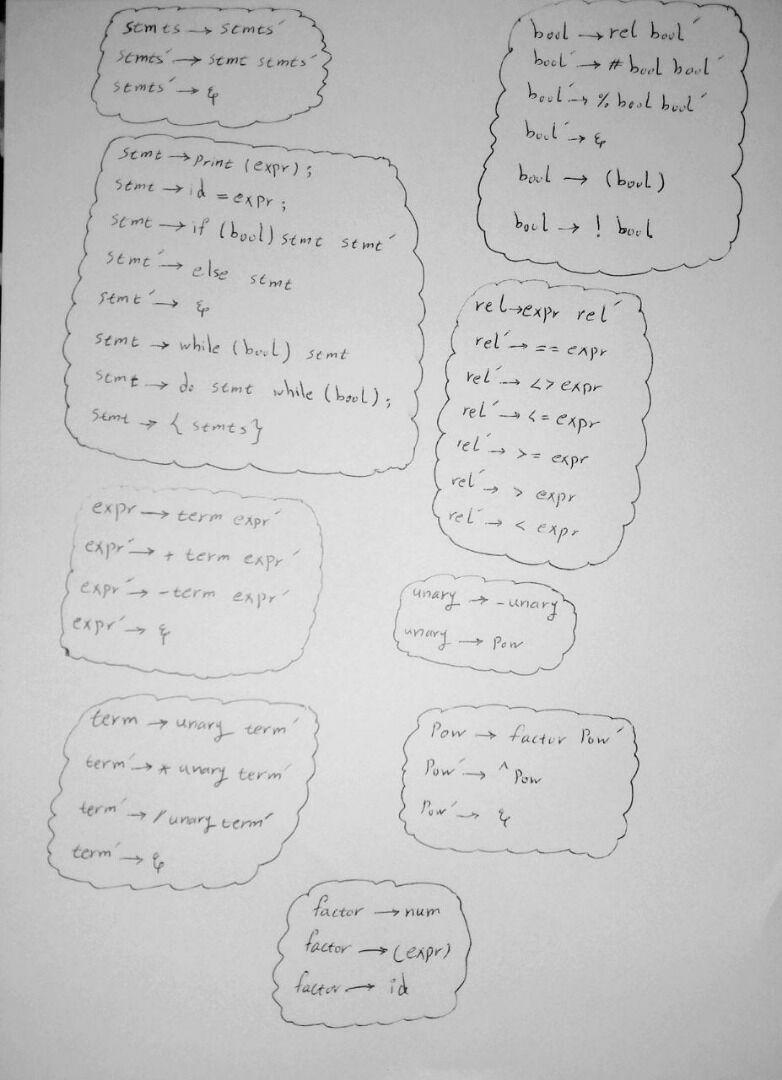 stmts → stmts′
stmts′ → stmt stmts′
stmts′ → ε
stmt → print (expr) ;
stmt → id = expr ;
stmt → if (bool) stmt stmt′
stmt′ → else stmt
stmt′ → ε
stmt → while (bool) stmt
stmt → do stmt while (bool) ;
stmt → { stmts }
expr → term expr′
expr′ → + term expr′
expr′ → - term expr′
expr′ → ε
term → unary term′
term′ → * unary term′
term′ → / unary term′
term′ → ε
bool → rel bool′
bool′ → # bool bool′
bool′ → % bool bool′
bool′ → ε
bool → (bool)
bool → ! bool
rel → expr rel′
rel′ → == expr
rel′ → <> expr
rel′ → <= expr
rel′ → >= expr
rel′ → > expr
rel′ → < expr
unary → -unary
unary → pow
Pow → factor Pow′
Pow′ → ^ Pow
Pow′ → ε
factor → num
factor → (expr)
factor → id